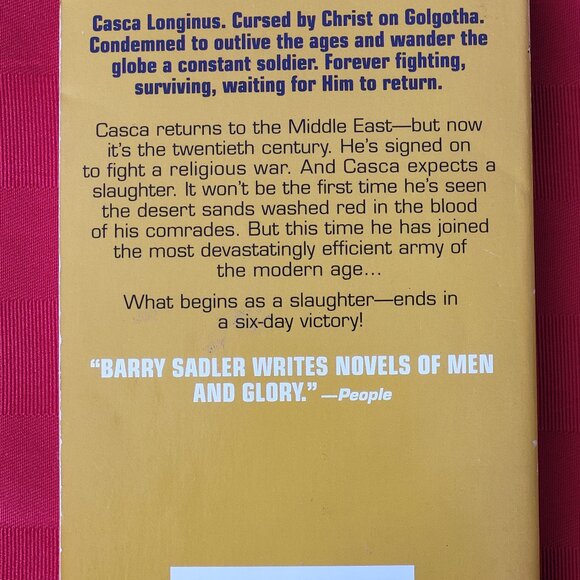 Casca Longinus. Cursed by Christ on Golgotha.
Condemned to outlive the ages and wander the
globe a constant soldier. Forever fighting,
surviving, waiting for Him to return.
Casca returns to the Middle East—but now
it's the twentieth century. He's signed on
to fight a religious war. And Casca expects a
slaughter. It won't be the first time he's seen
the desert sands washed red in the blood
of his comrades. But this time he has joined
the most devastatingly efficient army of
the modern age...
What begins as a slaughter—ends in
a six-day victory!
"BARRY SADLER WRITES NOVELS OF MEN
AND GLORY." —People